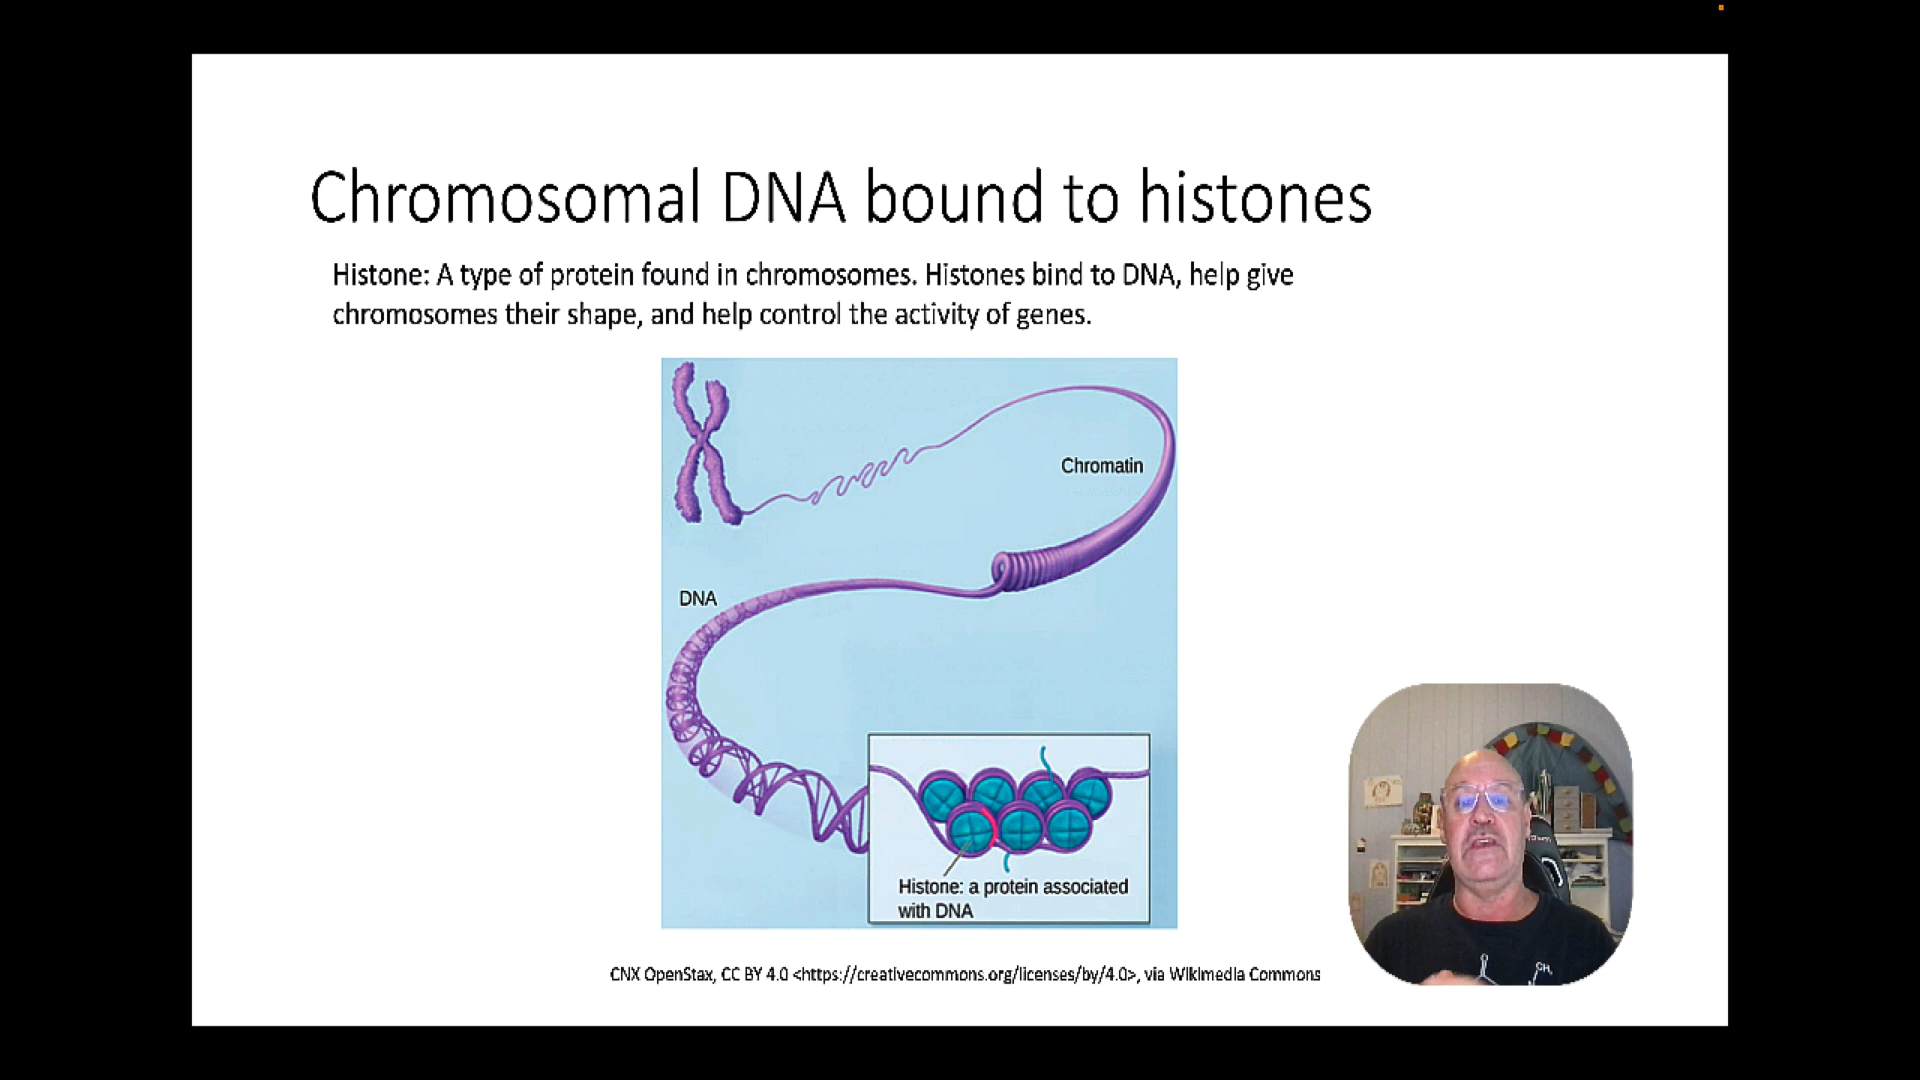 Chromosomal DNA bound to histones
Histone: A type of protein found in chromosomes. Histones bind to DNA, help give
chromosomes their shape, and help control the activity of genes.
Chromatin
DNA
Histone: a protein associated
with DNA
CNX OpenStax, CC BY 4.0 <https://creativecommons.org/licenses/by/4.0>, via Wikimedia Commons
O
CH₃